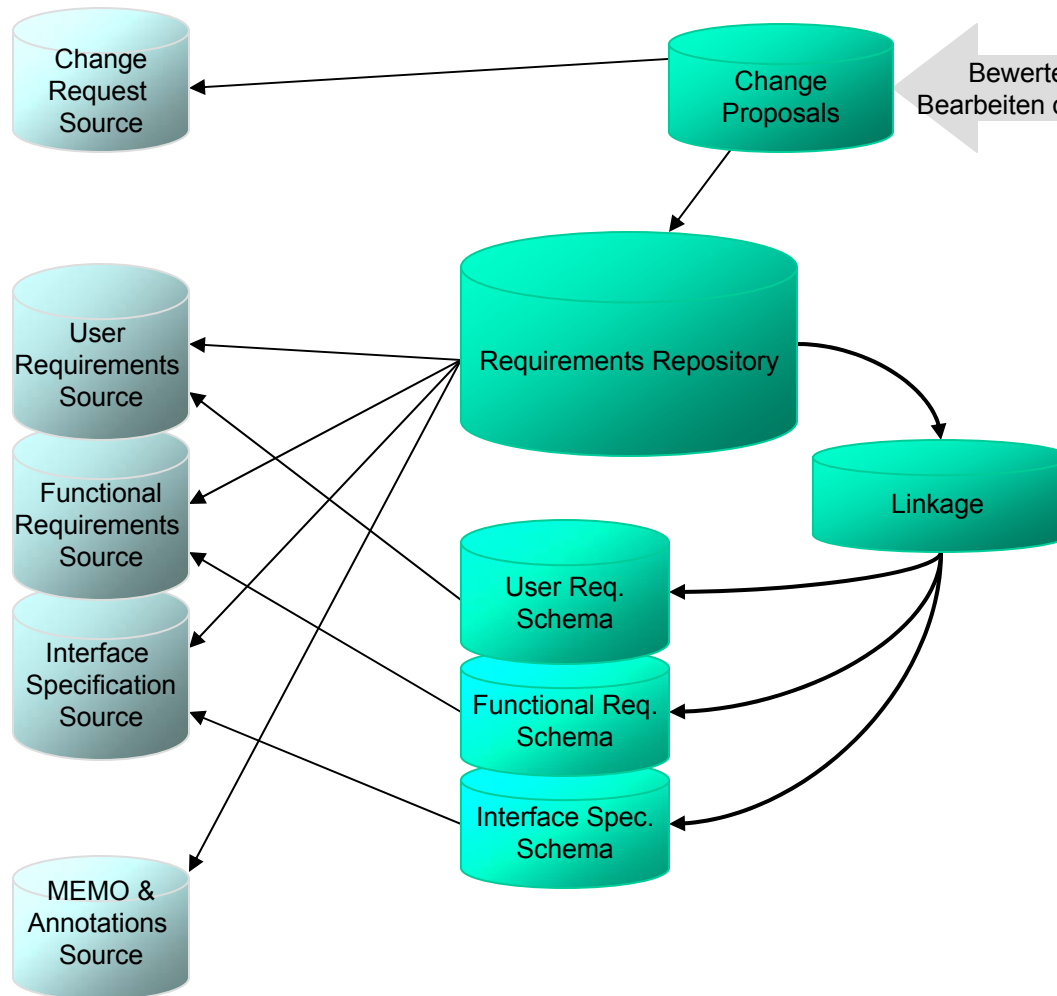 Change
Request
Source
Change
Proposals
User
Requirements
Source
Functional
Requirements
Source
Interface
Specification
Source
MEMO &
Annotations
Source
Requirements Repository
Linkage
User Req.
Schema
Functional Req.
Schema
Interface Spec.
Schema
Bearbeiten